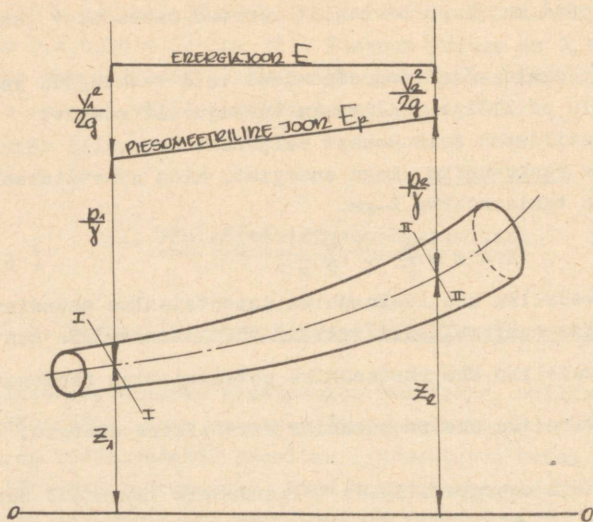 ENERGIAJOON E
V₁²/2g
V₂²/2g
PIESOMEETRILINE JOON Eₚ
p₁/γ
p₂/γ
II
II
I
I
Z₁
Z₂
0
0